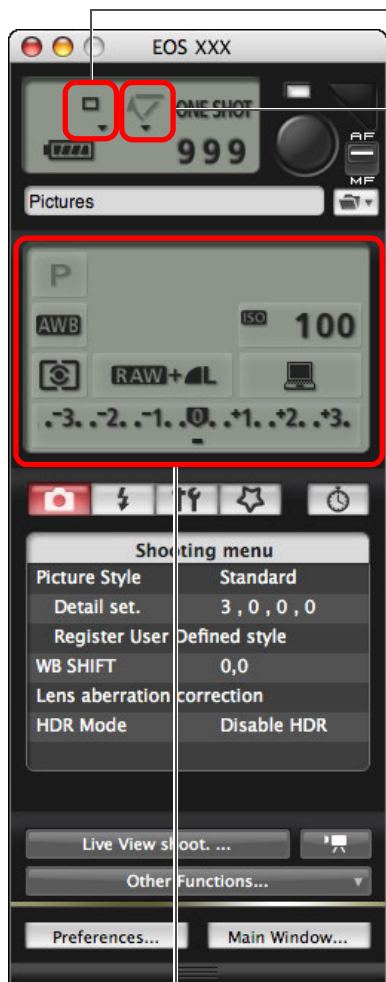 EOS XXX
ONE SHOT
999
AF
MF
Pictures
P
AWB
ISO 100
RAW+L
.-3. .-2. .-1. .0. .+1. .+2. .+3.
Shooting menu
Picture Style Standard
Detail set. 3 , 0 , 0 , 0
Register User Defined style
WB SHIFT 0,0
Lens aberration correction
HDR Mode Disable HDR
Live View shoot. ...
Other Functions...
Preferences... Main Window...